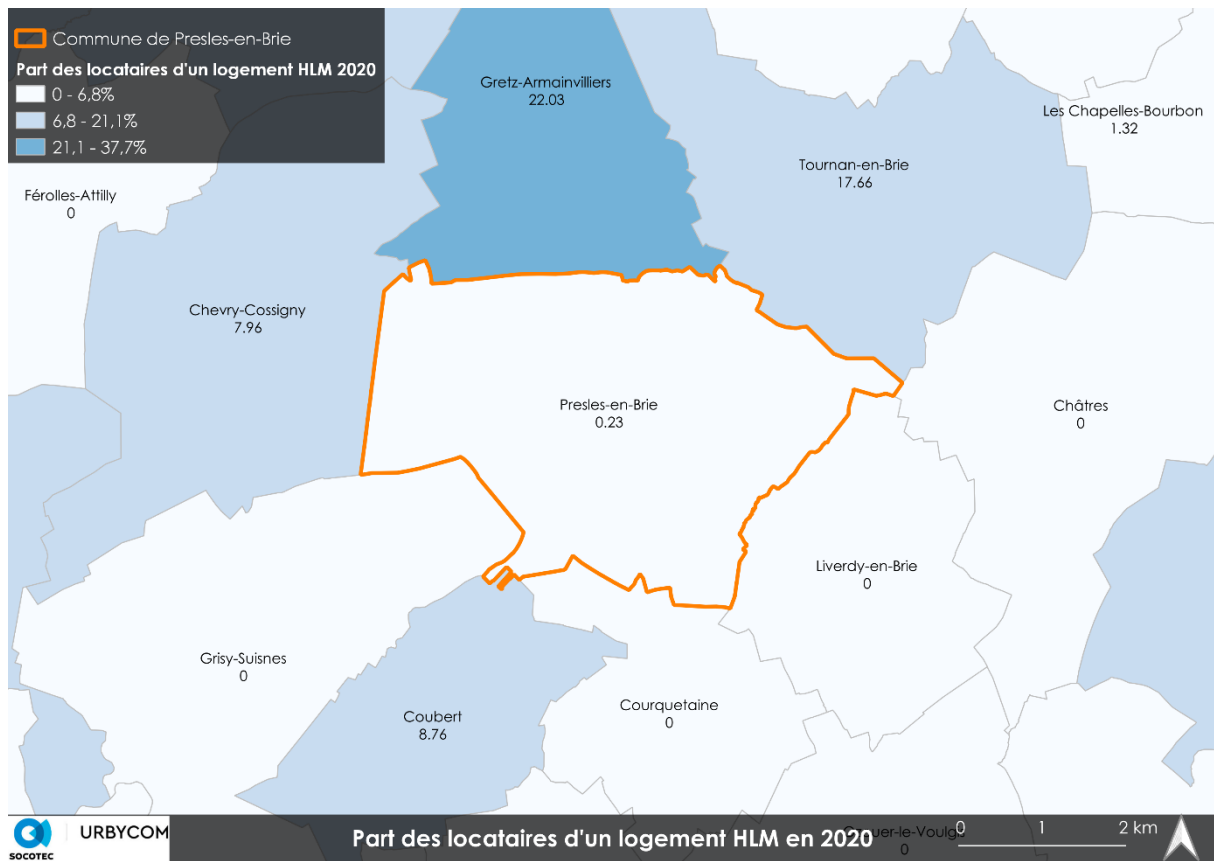 Commune de Presles-en-Brie
Part des locataires d'un logement HLM 2020
0 - 6,8%
6,8 - 21,1%
21,1 - 37,7%
Gretz-Armainvilliers
22.03
Les Chapelles-Bourbon
1.32
Tournan-en-Brie
17.66
Férolles-Attilly
0
Chevry-Cossigny
7.96
Presles-en-Brie
0.23
Châtres
0
Liverdy-en-Brie
0
Grisy-Suisnes
0
Courquetaine
0
Coubert
8.76
SOCOTEC
URBYCOM
Part des locataires d'un logement HLM en 2020
uer-le-Voulgis
0
0 1 2 km